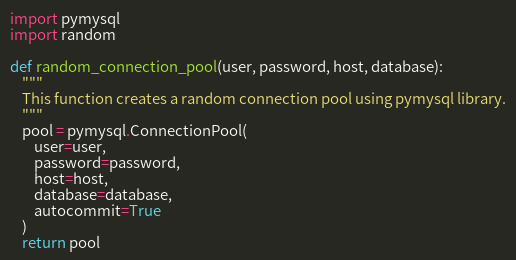 import pymysql
import random

def random_connection_pool(user, password, host, database):
    """
    This function creates a random connection pool using pymysql library.
    """
    pool = pymysql.ConnectionPool(
        user=user,
        password=password,
        host=host,
        database=database,
        autocommit=True
    )
    return pool